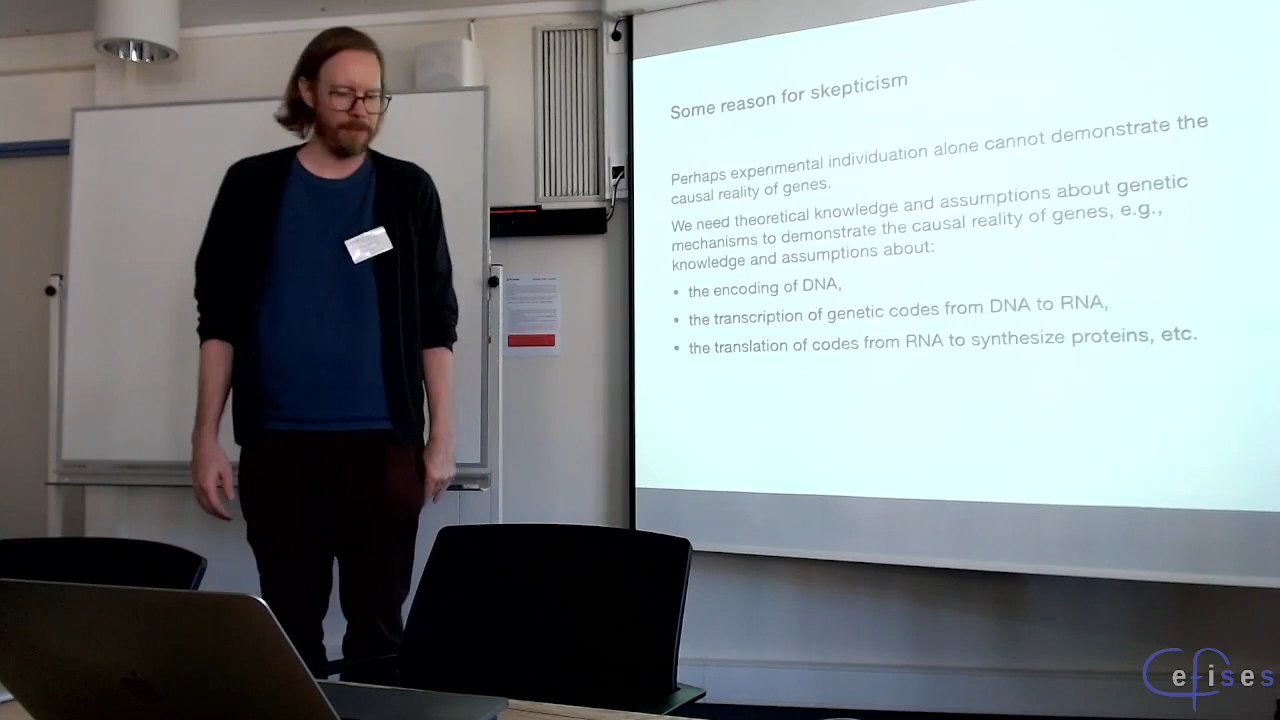 Some reason for skepticism
Perhaps experimental individuation alone cannot demonstrate the
causal reality of genes.
We need theoretical knowledge and assumptions about genetic
mechanisms to demonstrate the causal reality of genes, e.g.,
knowledge and assumptions about:
• the encoding of DNA,
• the transcription of genetic codes from DNA to RNA,
• the translation of codes from RNA to synthesize proteins, etc.
Cefises